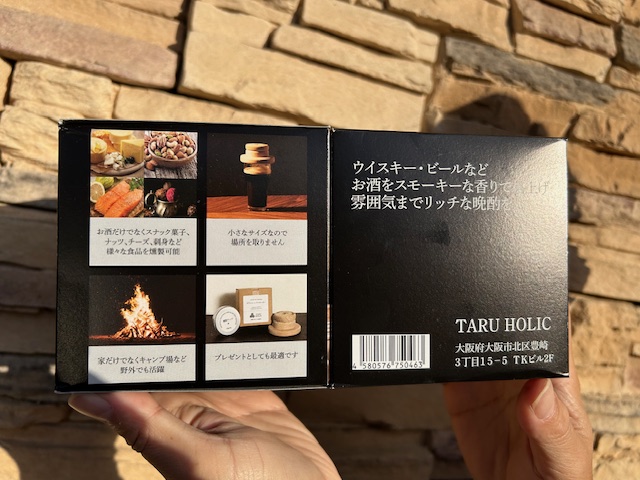 お酒だけでなくスナック菓子、
ナッツ、チーズ、刺身など
様々な食品を燻製可能
小さなサイズなので
場所を取りません
家だけでなくキャンプ場など
野外でも活躍
プレゼントとしても最適です
ウイスキー・ビールなど
お酒をスモーキーな香りで
雰囲気までリッチな晩酌を
4 580576 750463
TARU HOLIC
大阪府大阪市北区豊崎
3丁目15-5 TKビル2F